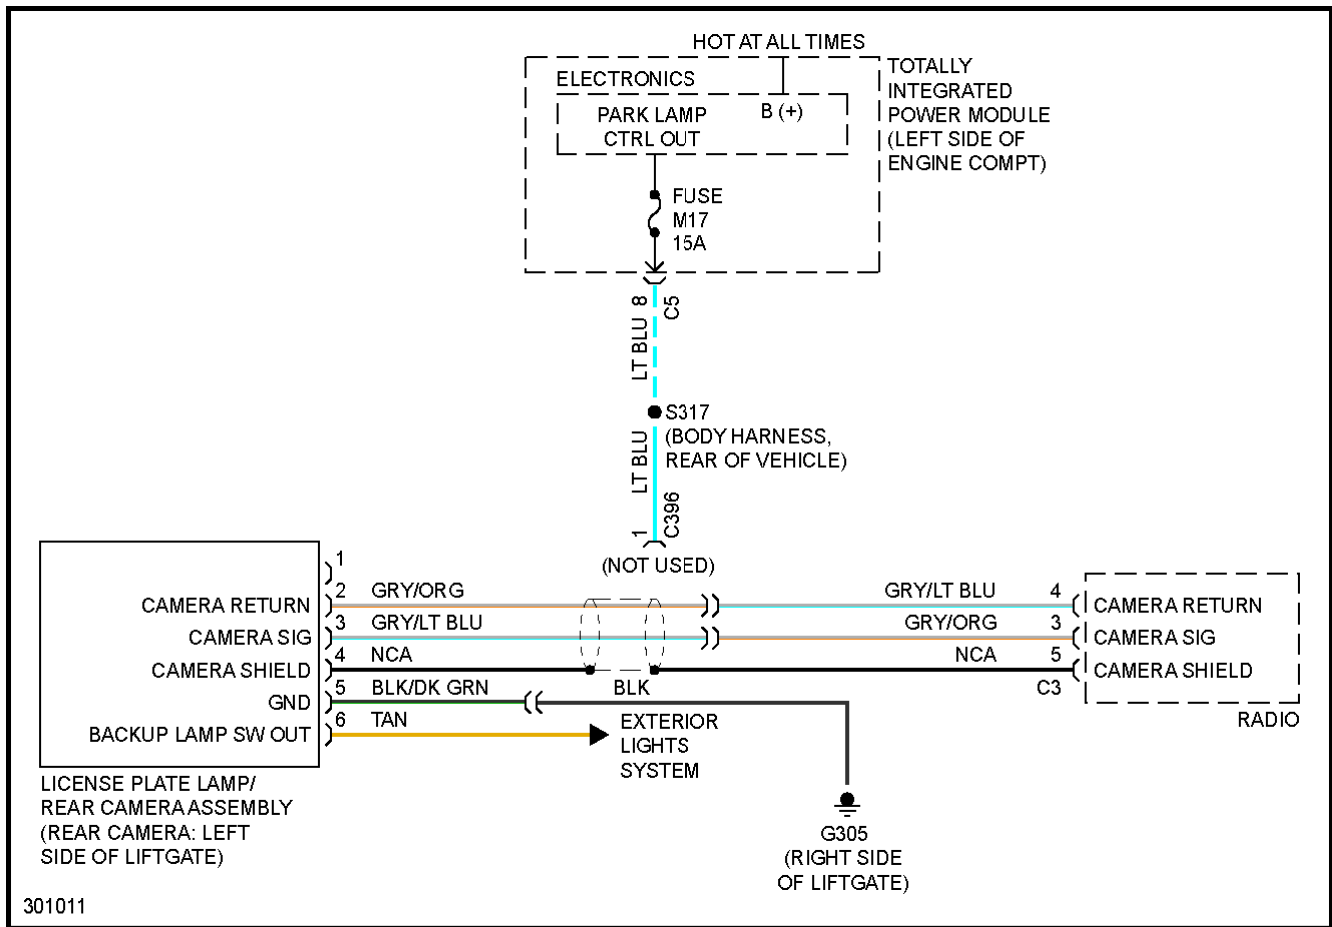 HOT AT ALL TIMES
TOTALLY
INTEGRATED
POWER MODULE
(LEFT SIDE OF
ENGINE COMPT)
ELECTRONICS
PARK LAMP
CTRL OUT
B (+)
FUSE
M17
15A
8
C5
LT BLU
S317
(BODY HARNESS,
REAR OF VEHICLE)
LT BLU
1
C396
(NOT USED)
1
CAMERA RETURN 2 GRY/ORG GRY/LT BLU 4 CAMERA RETURN
CAMERA SIG 3 GRY/LT BLU GRY/ORG 3 CAMERA SIG
CAMERA SHIELD 4 NCA NCA 5 CAMERA SHIELD
GND 5 BLK/DK GRN BLK C3
BACKUP LAMP SW OUT 6 TAN
RADIO
EXTERIOR
LIGHTS
SYSTEM
LICENSE PLATE LAMP/
REAR CAMERA ASSEMBLY
(REAR CAMERA: LEFT
SIDE OF LIFTGATE)
G305
(RIGHT SIDE
OF LIFTGATE)
301011